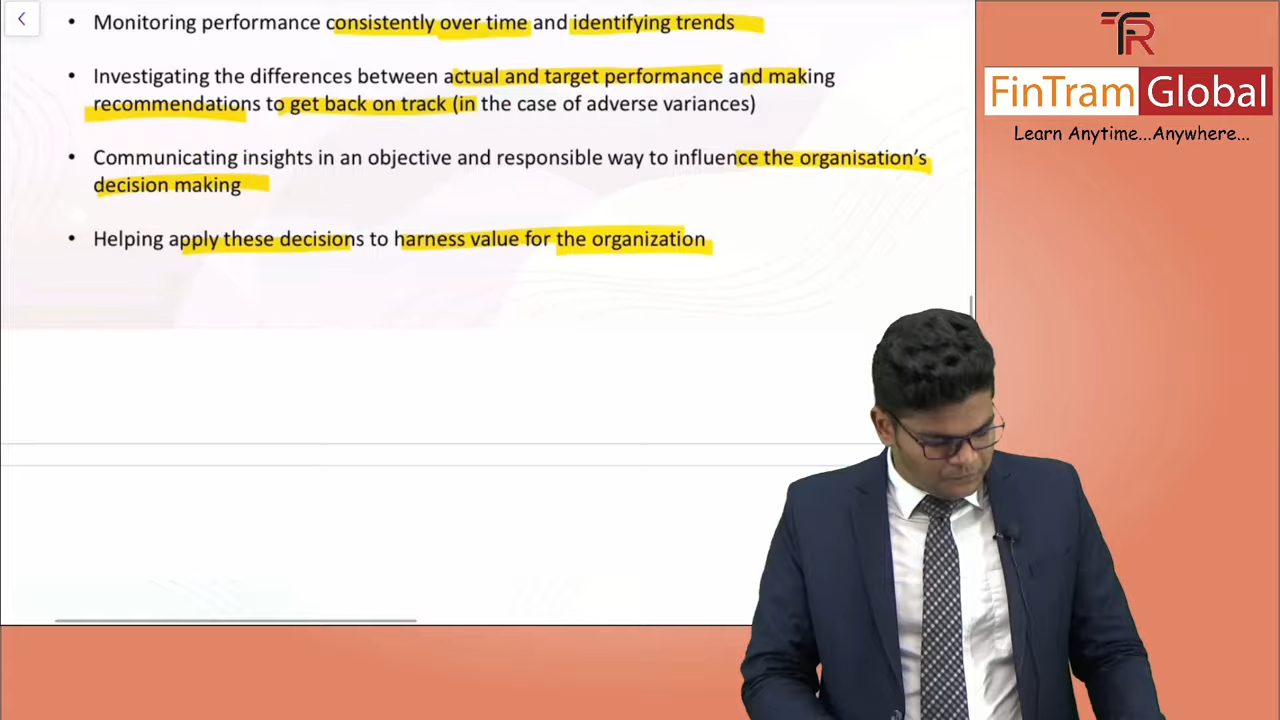 • Monitoring performance consistently over time and identifying trends
• Investigating the differences between actual and target performance and making
recommendations to get back on track (in the case of adverse variances)
• Communicating insights in an objective and responsible way to influence the organisation's
decision making
• Helping apply these decisions to harness value for the organization
TFR
FinTram Global
Learn Anytime...Anywhere...